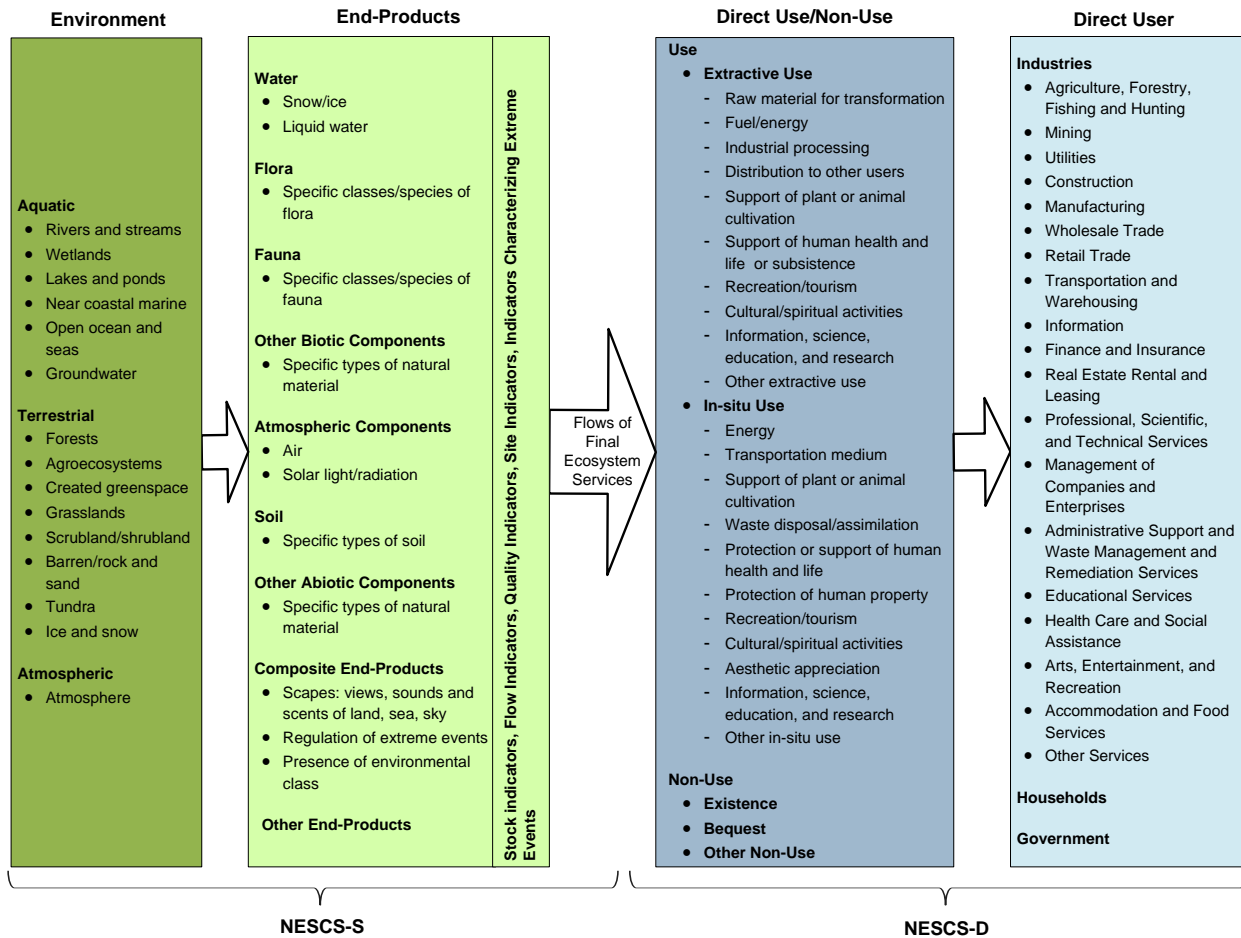 Environment
Aquatic
• Rivers and streams
• Wetlands
• Lakes and ponds
• Near coastal marine
• Open ocean and
seas
• Groundwater
Terrestrial
• Forests
• Agroecosystems
• Created greenspace
• Grasslands
• Scrubland/shrubland
• Barren/rock and
sand
• Tundra
• Ice and snow
Atmospheric
• Atmosphere
End-Products
Water
• Snow/ice
• Liquid water
Flora
• Specific classes/species of
flora
Fauna
• Specific classes/species of
fauna
Other Biotic Components
• Specific types of natural
material
Atmospheric Components
• Air
• Solar light/radiation
Soil
• Specific types of soil
Other Abiotic Components
• Specific types of natural
material
Composite End-Products
• Scapes: views, sounds and
scents of land, sea, sky
• Regulation of extreme events
• Presence of environmental
class
Other End-Products
Stock indicators, Flow Indicators, Quality Indicators, Site Indicators, Indicators Characterizing Extreme
Events
Flows of
Final
Ecosystem
Services
Direct Use/Non-Use
Use
• Extractive Use
- Raw material for transformation
- Fuel/energy
- Industrial processing
- Distribution to other users
- Support of plant or animal
cultivation
- Support of human health and
life or subsistence
- Recreation/tourism
- Cultural/spiritual activities
- Information, science,
education, and research
- Other extractive use
• In-situ Use
- Energy
- Transportation medium
- Support of plant or animal
cultivation
- Waste disposal/assimilation
- Protection or support of human
health and life
- Protection of human property
- Recreation/tourism
- Cultural/spiritual activities
- Aesthetic appreciation
- Information, science,
education, and research
- Other in-situ use
Non-Use
• Existence
• Bequest
• Other Non-Use
Direct User
Industries
• Agriculture, Forestry,
Fishing and Hunting
• Mining
• Utilities
• Construction
• Manufacturing
• Wholesale Trade
• Retail Trade
• Transportation and
Warehousing
• Information
• Finance and Insurance
• Real Estate Rental and
Leasing
• Professional, Scientific,
and Technical Services
• Management of
Companies and
Enterprises
• Administrative Support and
Waste Management and
Remediation Services
• Educational Services
• Health Care and Social
Assistance
• Arts, Entertainment, and
Recreation
• Accommodation and Food
Services
• Other Services
Households
Government
NESCS-S
NESCS-D